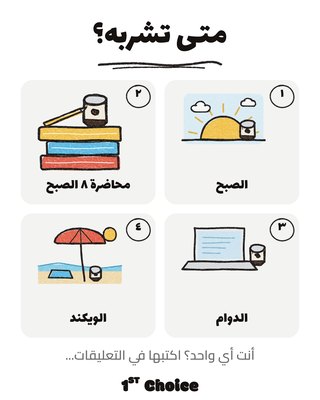 متى تشربه؟
١
الصبح
٢
محاضرة ٨ الصبح
٣
الدوام
٤
الويكند
أنت أي واحد؟ اكتبها في التعليقات...
1ST Choice